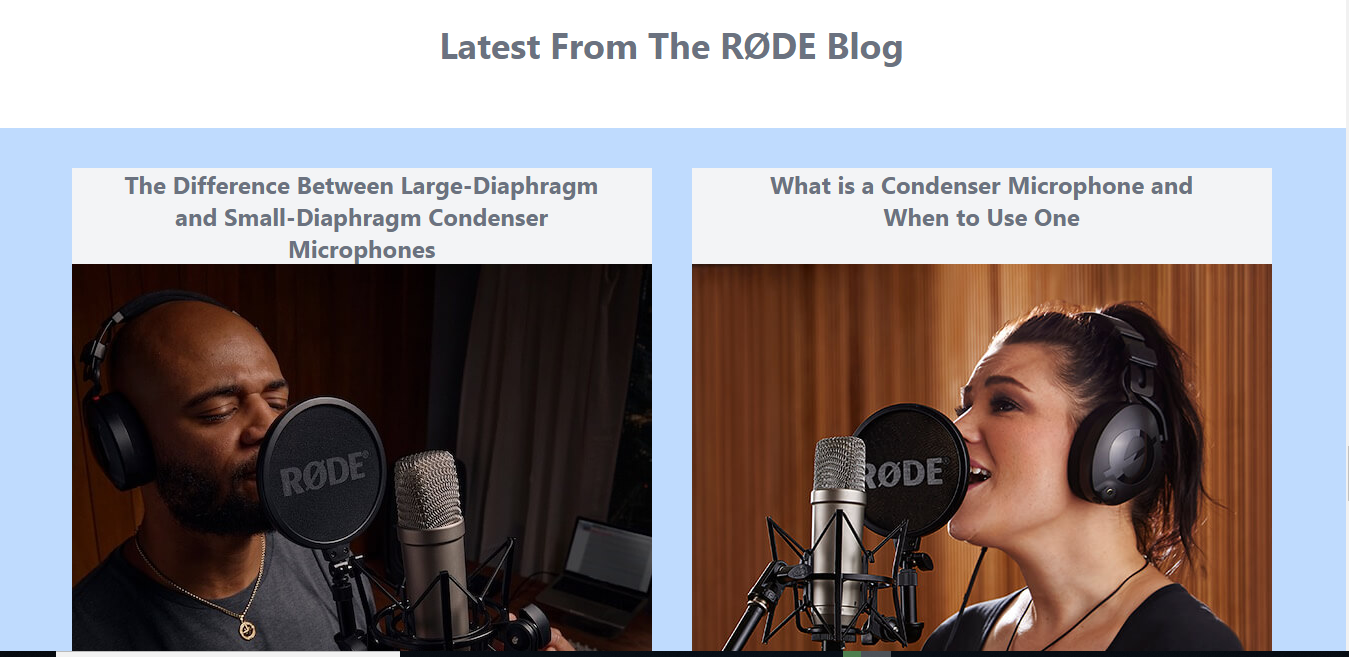 Latest From The RØDE Blog
The Difference Between Large-Diaphragm
and Small-Diaphragm Condenser
Microphones
What is a Condenser Microphone and
When to Use One
RØDE®
RØDE